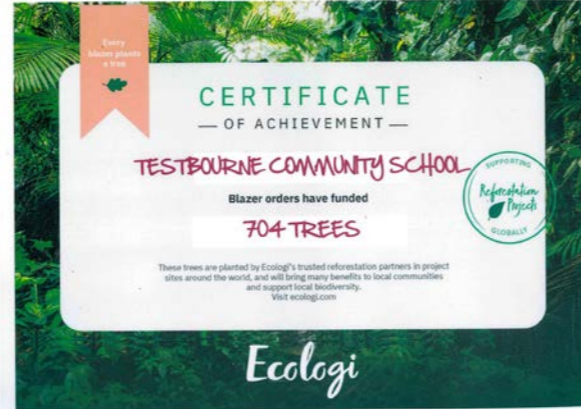 Every
blazer plants
a tree
CERTIFICATE
— OF ACHIEVEMENT —
TESTBOURNE COMMUNITY SCHOOL
Blazer orders have funded
704 TREES
SUPPORTING
Reforestation
Projects
GLOBALLY
These trees are planted by Ecologi's trusted reforestation partners in project
sites around the world, and will bring many benefits to local communities
and support local biodiversity.
Visit ecologi.com
Ecologi